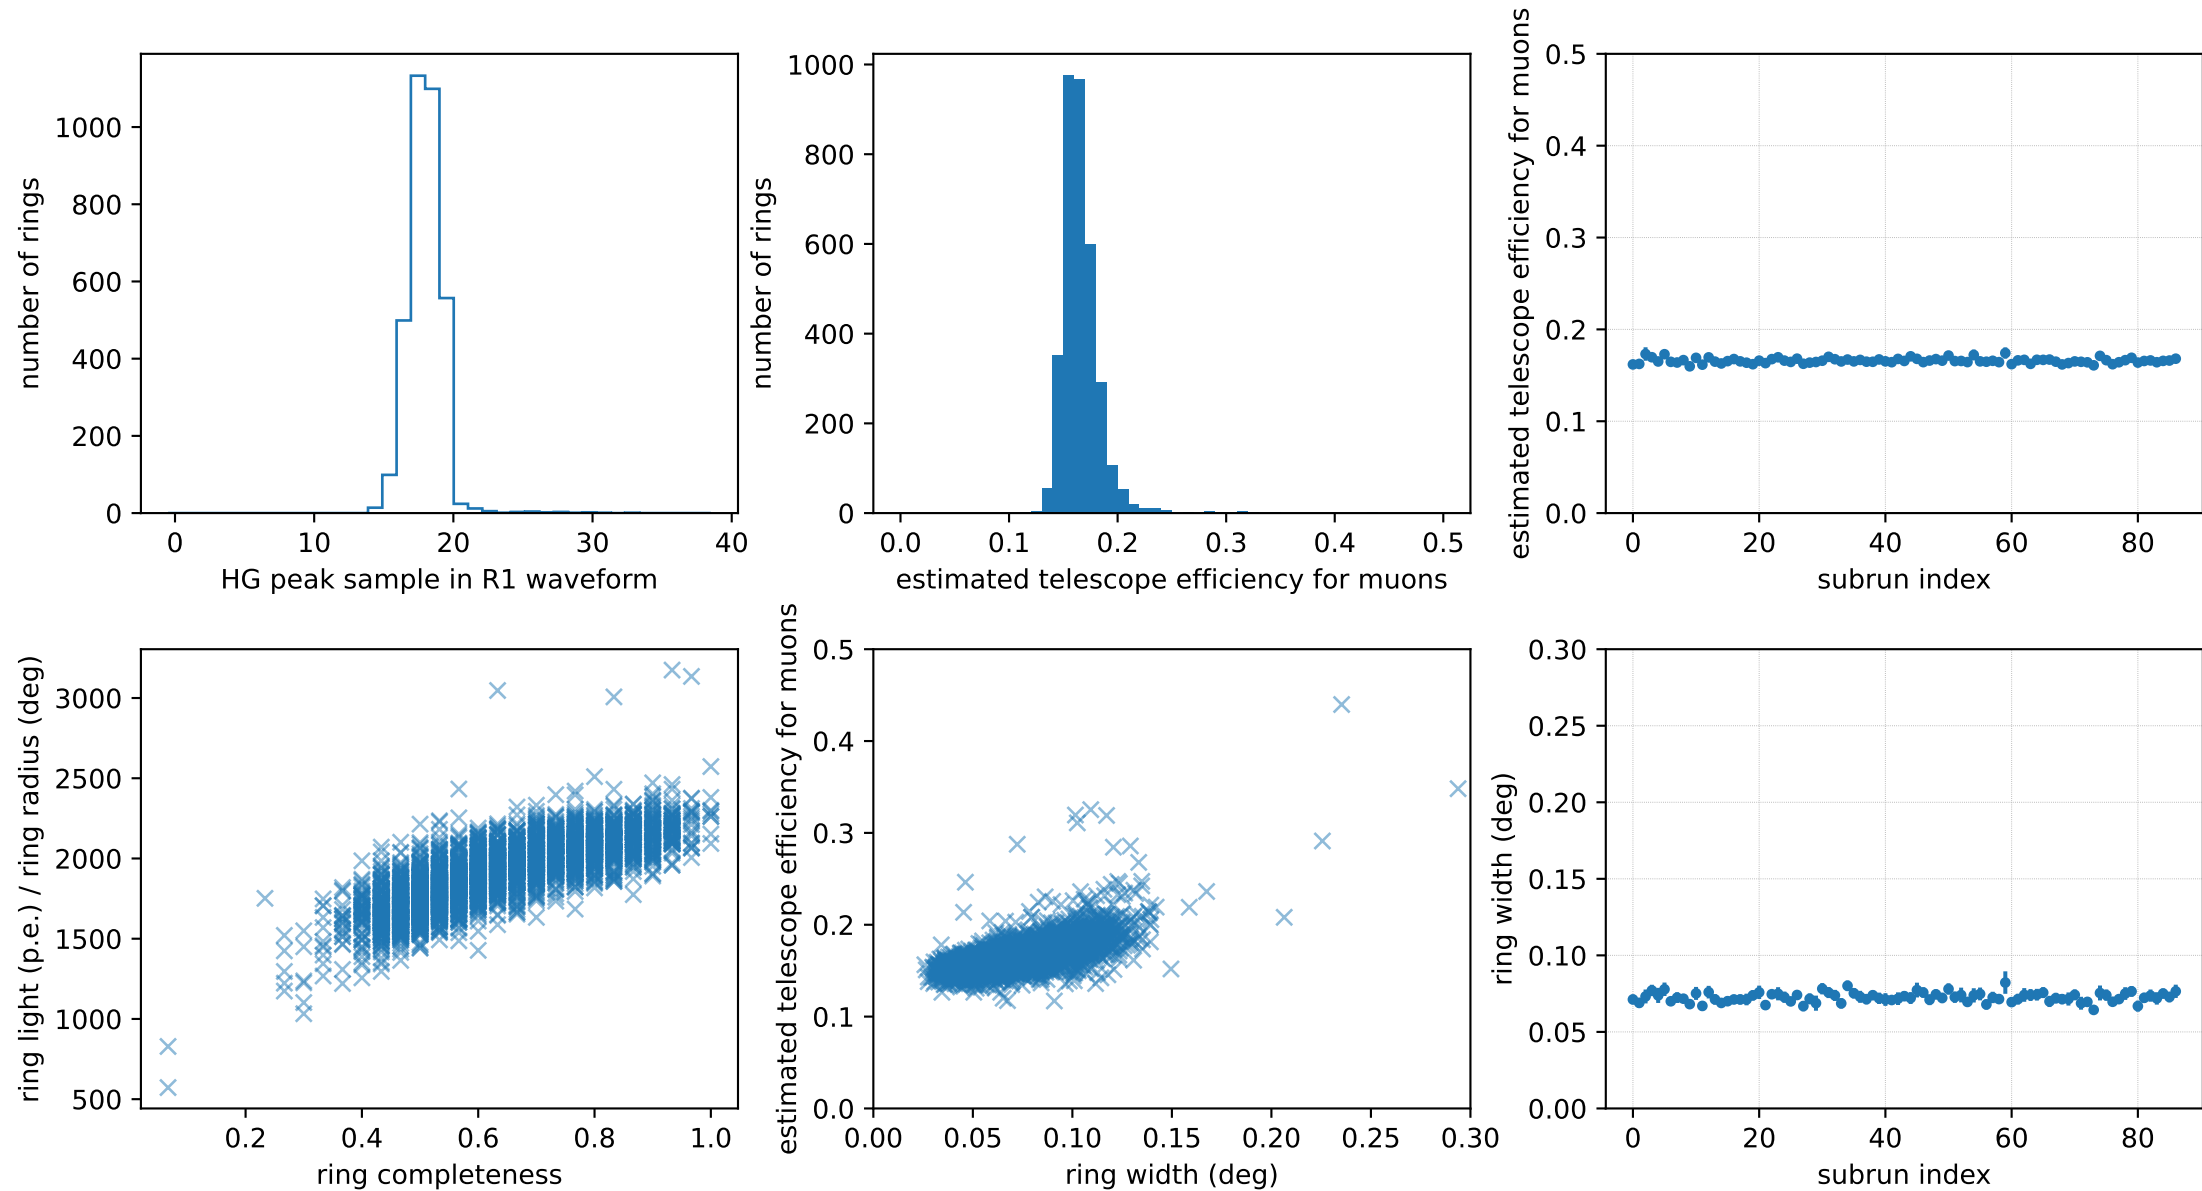 number of rings
1000
800
600
400
200
0
0 10 20 30 40
HG peak sample in R1 waveform
number of rings
1000
800
600
400
200
0
0.0 0.1 0.2 0.3 0.4 0.5
estimated telescope efficiency for muons
estimated telescope efficiency for muons
0.5
0.4
0.3
0.2
0.1
0.0
0 20 40 60 80
subrun index
ring light (p.e.) / ring radius (deg)
3000
2500
2000
1500
1000
500
0.2 0.4 0.6 0.8 1.0
ring completeness
estimated telescope efficiency for muons
0.5
0.4
0.3
0.2
0.1
0.0
0.00 0.05 0.10 0.15 0.20 0.25 0.30
ring width (deg)
ring width (deg)
0.30
0.25
0.20
0.15
0.10
0.05
0.00
0 20 40 60 80
subrun index